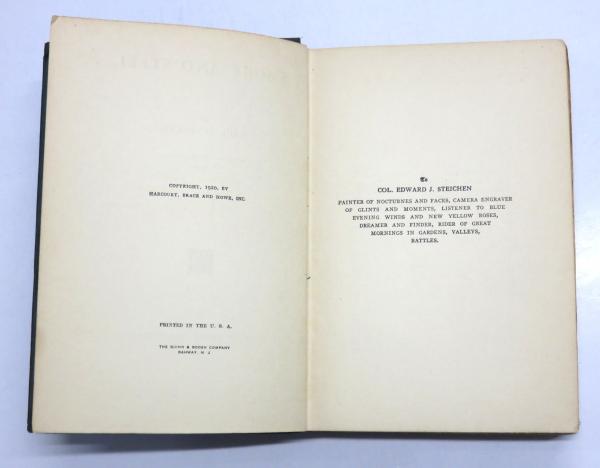 COPYRIGHT, 1920, BY
HARCOURT, BRACE AND HOWE, INC.
PRINTED IN THE U. S. A.
THE QUINN & BODEN COMPANY
RAHWAY, N. J.
To
COL. EDWARD J. STEICHEN
PAINTER OF NOCTURNES AND FACES, CAMERA ENGRAVER
OF GLINTS AND MOMENTS, LISTENER TO BLUE
EVENING WINDS AND NEW YELLOW ROSES,
DREAMER AND FINDER, RIDER OF GREAT
MORNINGS IN GARDENS, VALLEYS,
BATTLES.